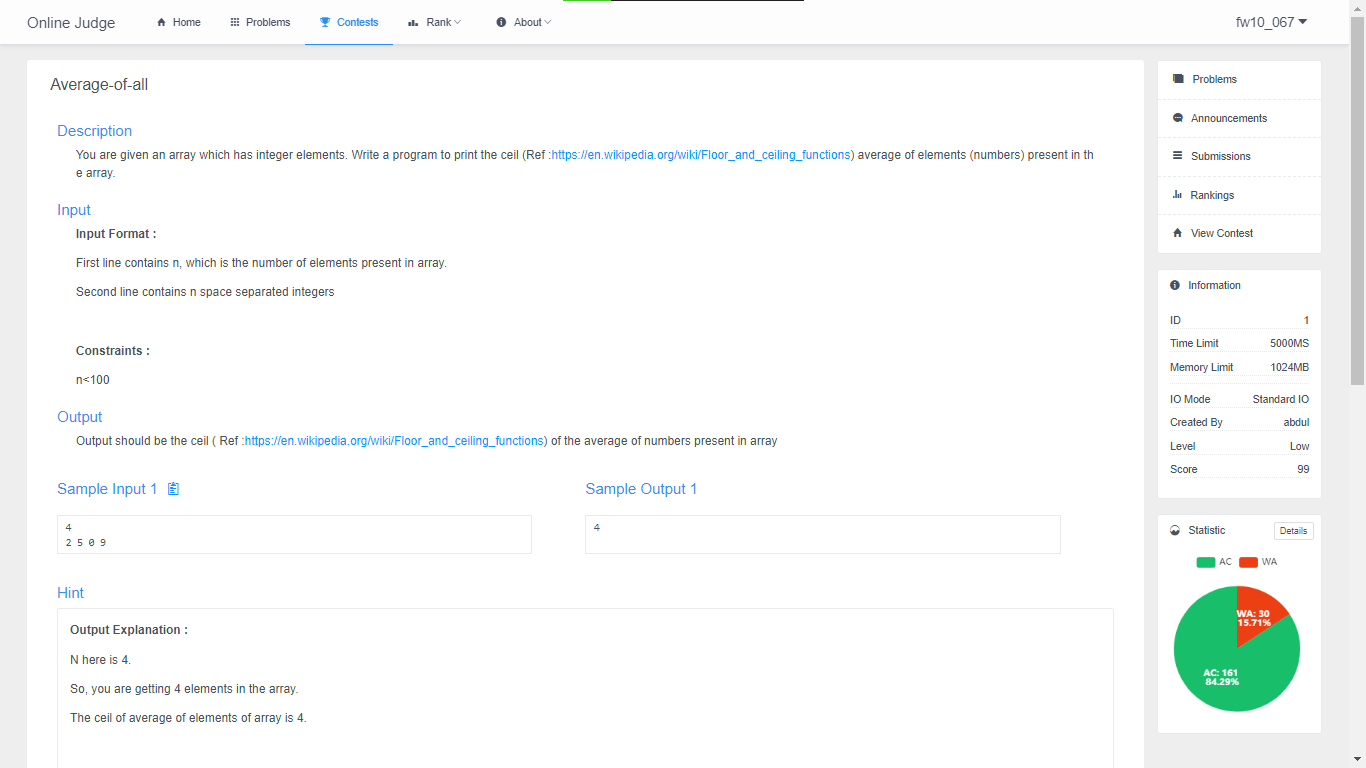 Online Judge
Home
Problems
Contests
Rank
About
fw10_067
Average-of-all
Description
You are given an array which has integer elements. Write a program to print the ceil (Ref :https://en.wikipedia.org/wiki/Floor_and_ceiling_functions) average of elements (numbers) present in th
e array.
Input
Input Format :
First line contains n, which is the number of elements present in array.
Second line contains n space separated integers
Constraints :
n<100
Output
Output should be the ceil ( Ref :https://en.wikipedia.org/wiki/Floor_and_ceiling_functions) of the average of numbers present in array
Sample Input 1
4
2 5 0 9
Sample Output 1
4
Hint
Output Explanation :
N here is 4.
So, you are getting 4 elements in the array.
The ceil of average of elements of array is 4.
Problems
Announcements
Submissions
Rankings
View Contest
Information
ID 1
Time Limit 5000MS
Memory Limit 1024MB
IO Mode Standard IO
Created By abdul
Level Low
Score 99
Statistic Details
AC WA
WA: 30
15.71%
AC: 161
84.29%